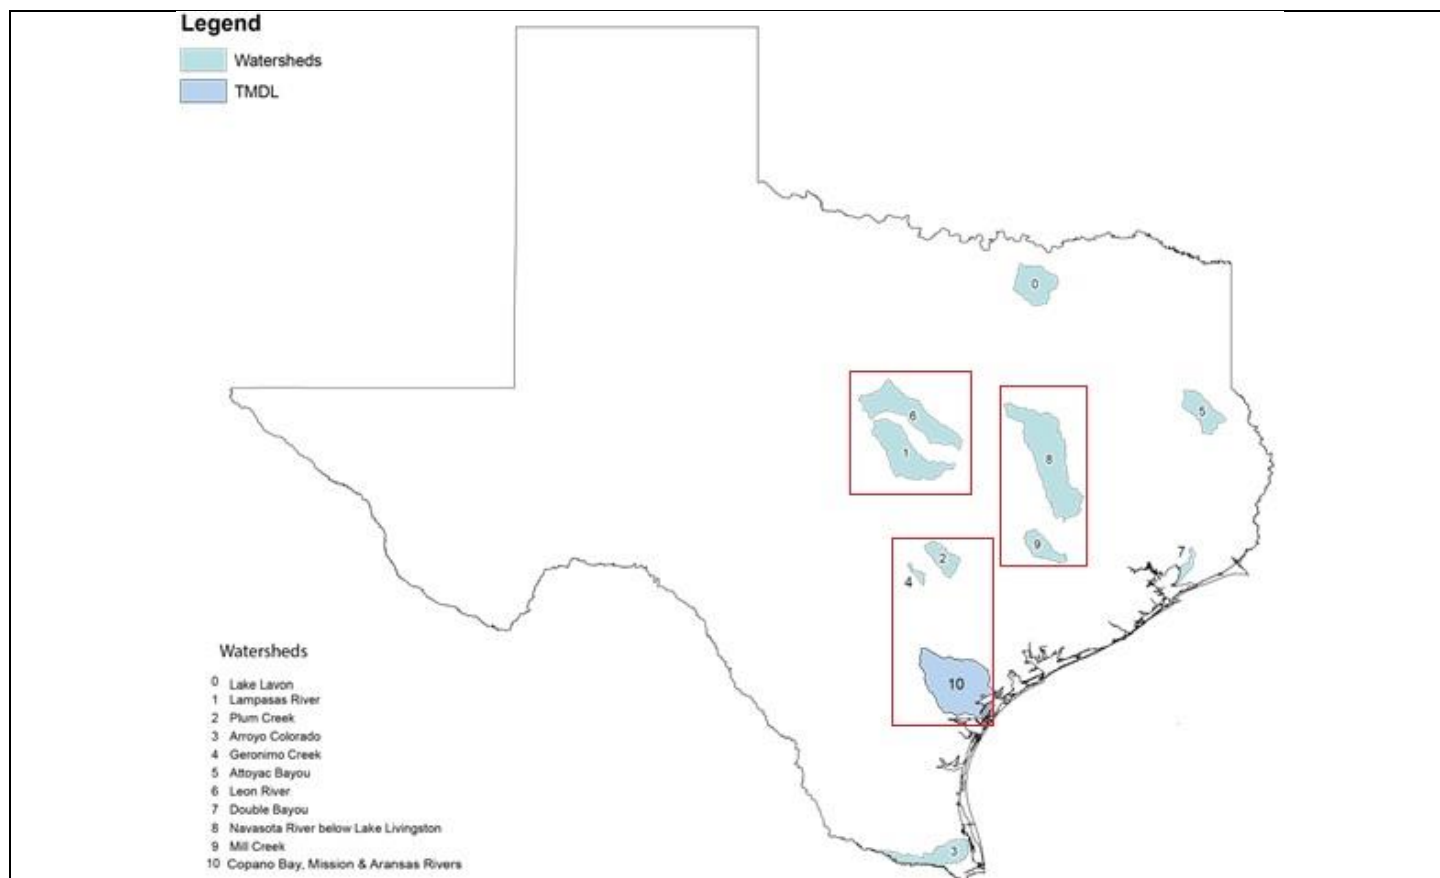 Legend
Watersheds
TMDL
0
6
5
1
8
9
2
7
4
10
3
Watersheds
0 Lake Lavon
1 Lampasas River
2 Plum Creek
3 Arroyo Colorado
4 Geronimo Creek
5 Attoyac Bayou
6 Leon River
7 Double Bayou
8 Navasota River below Lake Livingston
9 Mill Creek
10 Copano Bay, Mission & Aransas Rivers